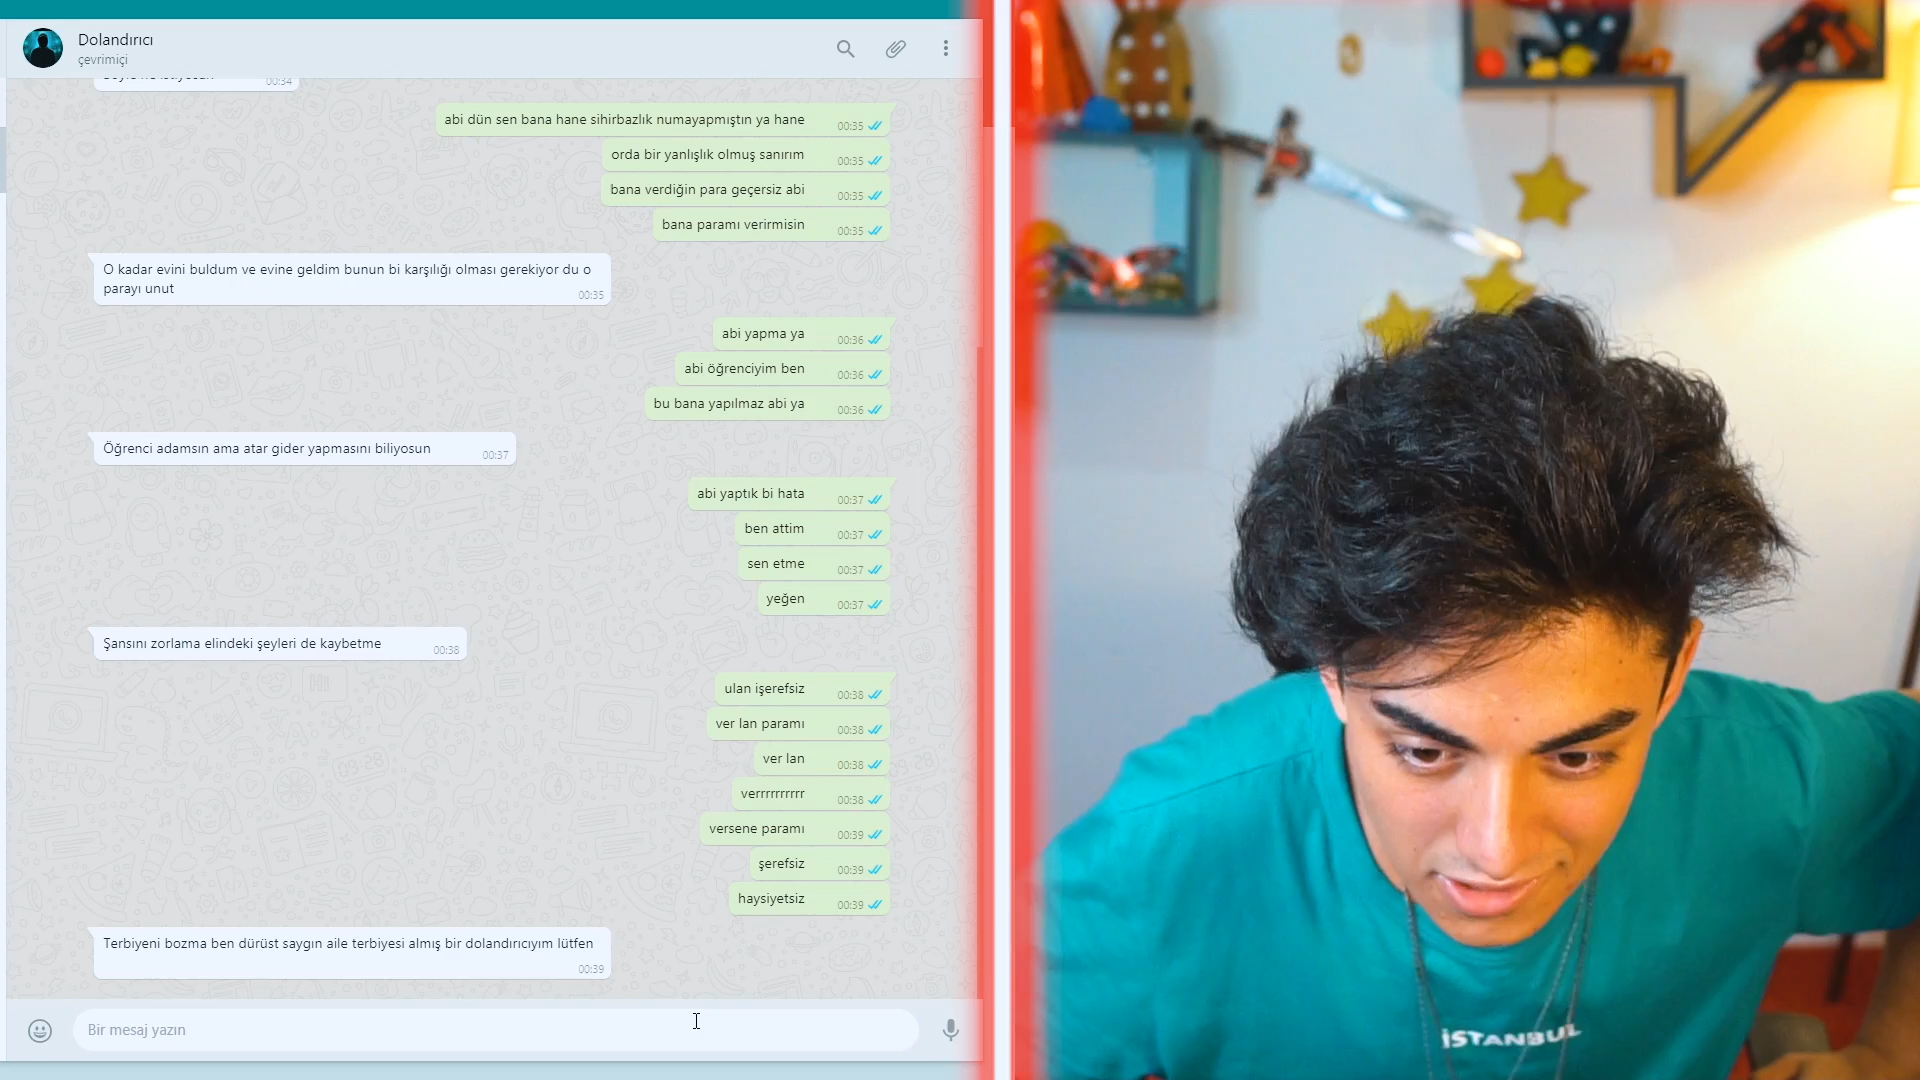 Dolandırıcı
çevrimiçi
00:34
abi dün sen bana hane sihirbazlık numayapmıştın ya hane 00:35
orda bir yanlışlık olmuş sanırım 00:35
bana verdiğin para geçersiz abi 00:35
bana paramı verirmisin 00:35
O kadar evini buldum ve evine geldim bunun bi karşılığı olması gerekiyor du o
parayı unut 00:35
abi yapma ya 00:36
abi öğrenciyim ben 00:36
bu bana yapılmaz abi ya 00:36
Öğrenci adamsın ama atar gider yapmasını biliyosun 00:37
abi yaptık bi hata 00:37
ben attim 00:37
sen etme 00:37
yeğen 00:37
Şansını zorlama elindeki şeyleri de kaybetme 00:38
ulan işerefsiz 00:38
ver lan paramı 00:38
ver lan 00:38
verrrrrrrrrr 00:38
versene paramı 00:39
şerefsiz 00:39
haysiyetsiz 00:39
Terbiyeni bozma ben dürüst saygın aile terbiyesi almış bir dolandırıcıyım lütfen
00:39
Bir mesaj yazın
İSTANBUL